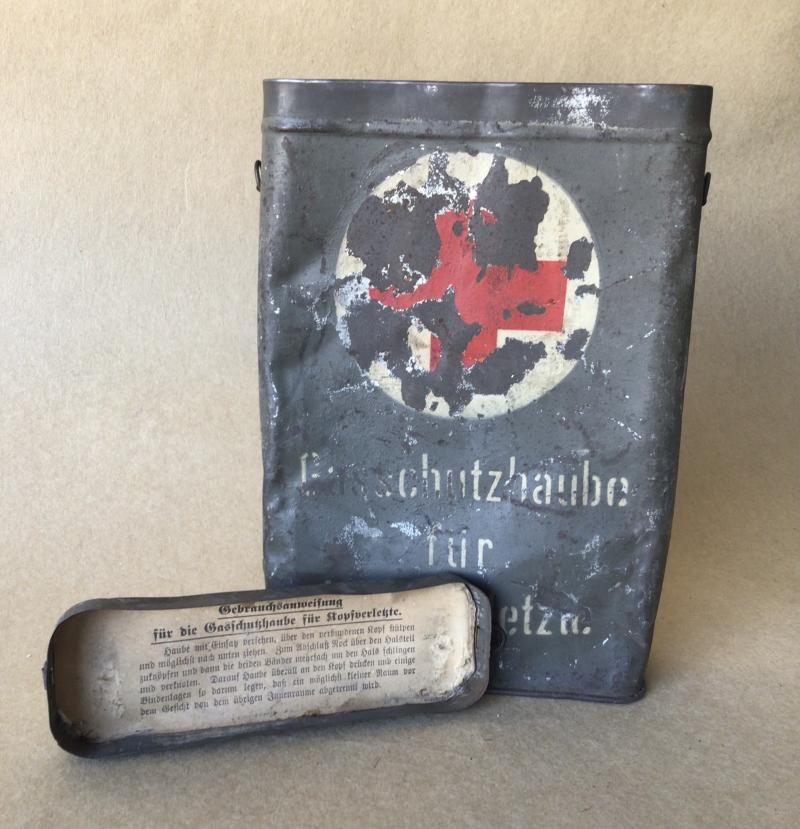 Gasschutzhaube
für
etzte.
Gebrauchsanweisung
für die Gasschutzhaube für Kopfverletzte.
Haube mit Einsatz versehen, über den verbundenen Kopf stülpen
und möglichst nach unten ziehen. Zum Abschluß Rock über den Halsteil
zuknöpfen und dann die beiden Bänder mehrfach um den Hals schlingen
und verknoten. Darauf Haube überall an den Kopf drücken und einige
Bindenlagen so darum legen, daß ein möglichst kleiner Raum vor
dem Gesicht von dem übrigen Innenraume abgetrennt wird.